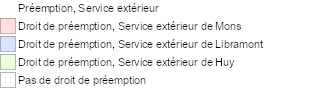 Préemption, Service extérieur
Droit de préemption, Service extérieur de Mons
Droit de préemption, Service extérieur de Libramont
Droit de préemption, Service extérieur de Huy
Pas de droit de préemption